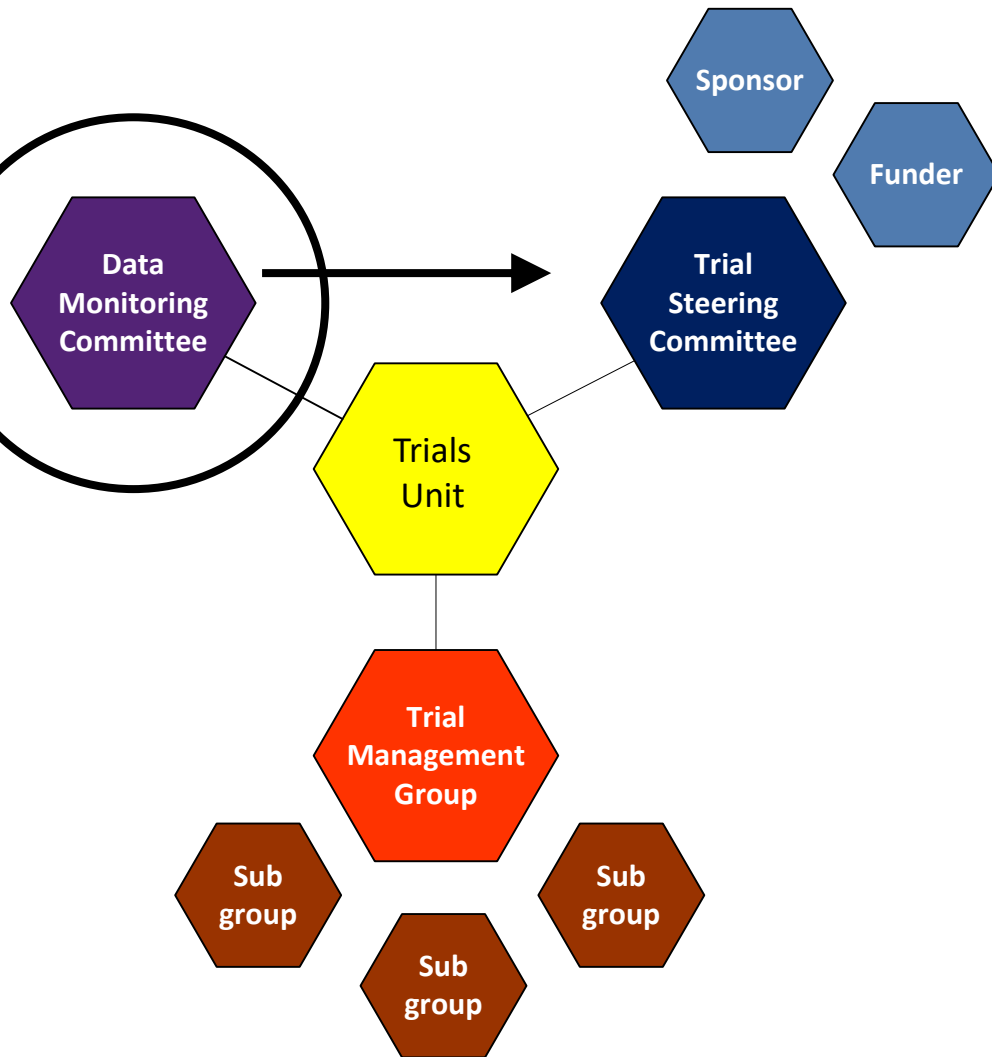 Sponsor
Funder
Data
Monitoring
Committee
Trial
Steering
Committee
Trials
Unit
Trial
Management
Group
Sub
group
Sub
group
Sub
group